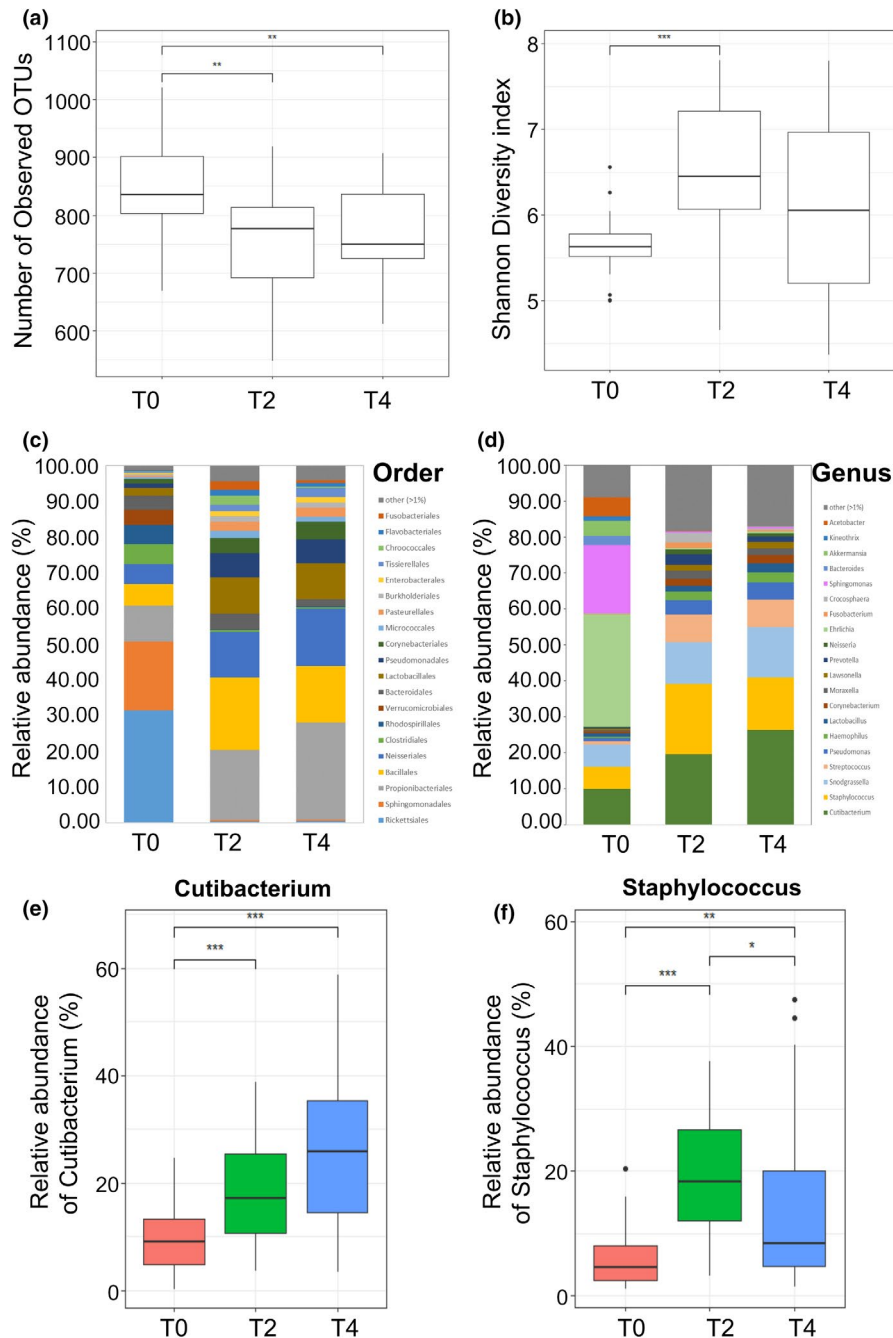 (a)
Number of Observed OTUs
1100
1000
900
800
700
600
**
**
T0 T2 T4
(b)
Shannon Diversity index
8
7
6
5
***
T0 T2 T4
(c)
Relative abundance (%)
100.00
90.00
80.00
70.00
60.00
50.00
40.00
30.00
20.00
10.00
0.00
T0 T2 T4
Order
other (>1%)
Fusobacteriales
Flavobacteriales
Chroococcales
Tissierellales
Enterobacterales
Burkholderiales
Pasteurellales
Micrococcales
Corynebacteriales
Pseudomonadales
Lactobacillales
Bacteroidales
Verrucomicrobiales
Rhodospirillales
Clostridiales
Neisseriales
Bacillales
Propionibacteriales
Sphingomonadales
Rickettsiales
(d)
Relative abundance (%)
100.00
90.00
80.00
70.00
60.00
50.00
40.00
30.00
20.00
10.00
0.00
T0 T2 T4
Genus
other (>1%)
Acetobacter
Kineothrix
Akkermansia
Bacteroides
Sphingomonas
Crocosphaera
Fusobacterium
Ehrlichia
Neisseria
Prevotella
Lawsonella
Moraxella
Corynebacterium
Lactobacillus
Haemophilus
Pseudomonas
Streptococcus
Snodgrassella
Staphylococcus
Cutibacterium
(e)
Cutibacterium
Relative abundance
of Cutibacterium (%)
60
40
20
0
***
***
T0 T2 T4
(f)
Staphylococcus
Relative abundance
of Staphylococcus (%)
60
40
20
0
**
*
***
T0 T2 T4